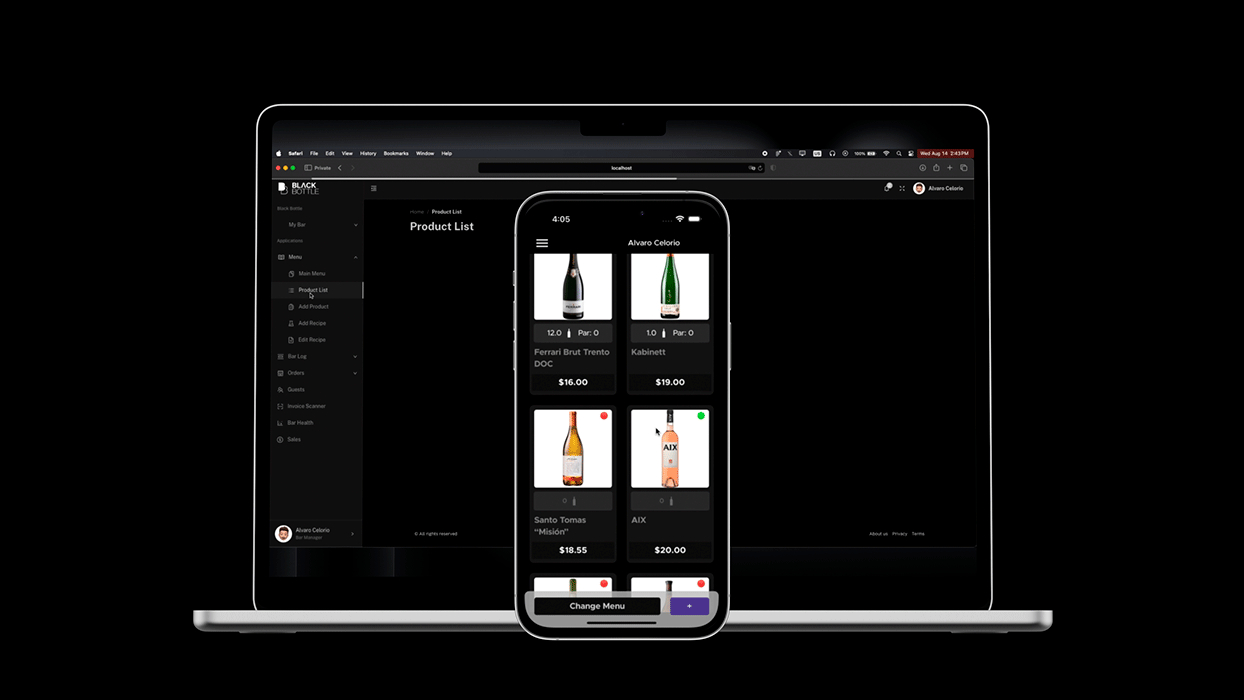 Safari File Edit View History Bookmarks Window Help
100%
Wed Aug 14 2:43PM
Private
localhost
BLACK
BOTTLE
Alvaro Celorio
Black Bottle
My Bar
Applications
Menu
Main Menu
Product List
Add Product
Add Recipe
Edit Recipe
Bar Log
Orders
Guests
Invoice Scanner
Bar Health
Sales
Alvaro Celorio
Bar Manager
Home / Product List
Product List
© All rights reserved
About us Privacy Terms
4:05
Alvaro Celorio
12.0 Par: 0
1.0 Par: 0
Ferrari Brut Trento
DOC
Kabinett
$16.00
$19.00
AIX
Santo Tomas
“Misión”
AIX
$18.55
$20.00
Change Menu
+